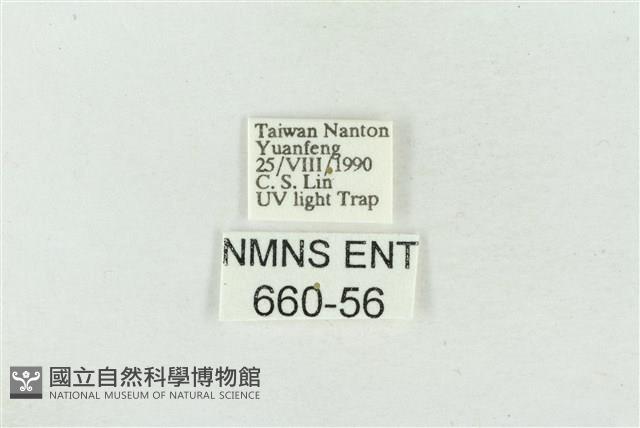 Taiwan Nanton
Yuanfeng
25/VIII/1990
C. S. Lin
UV light Trap
NMNS ENT
660-56
國立自然科學博物館
NATIONAL MUSEUM OF NATURAL SCIENCE